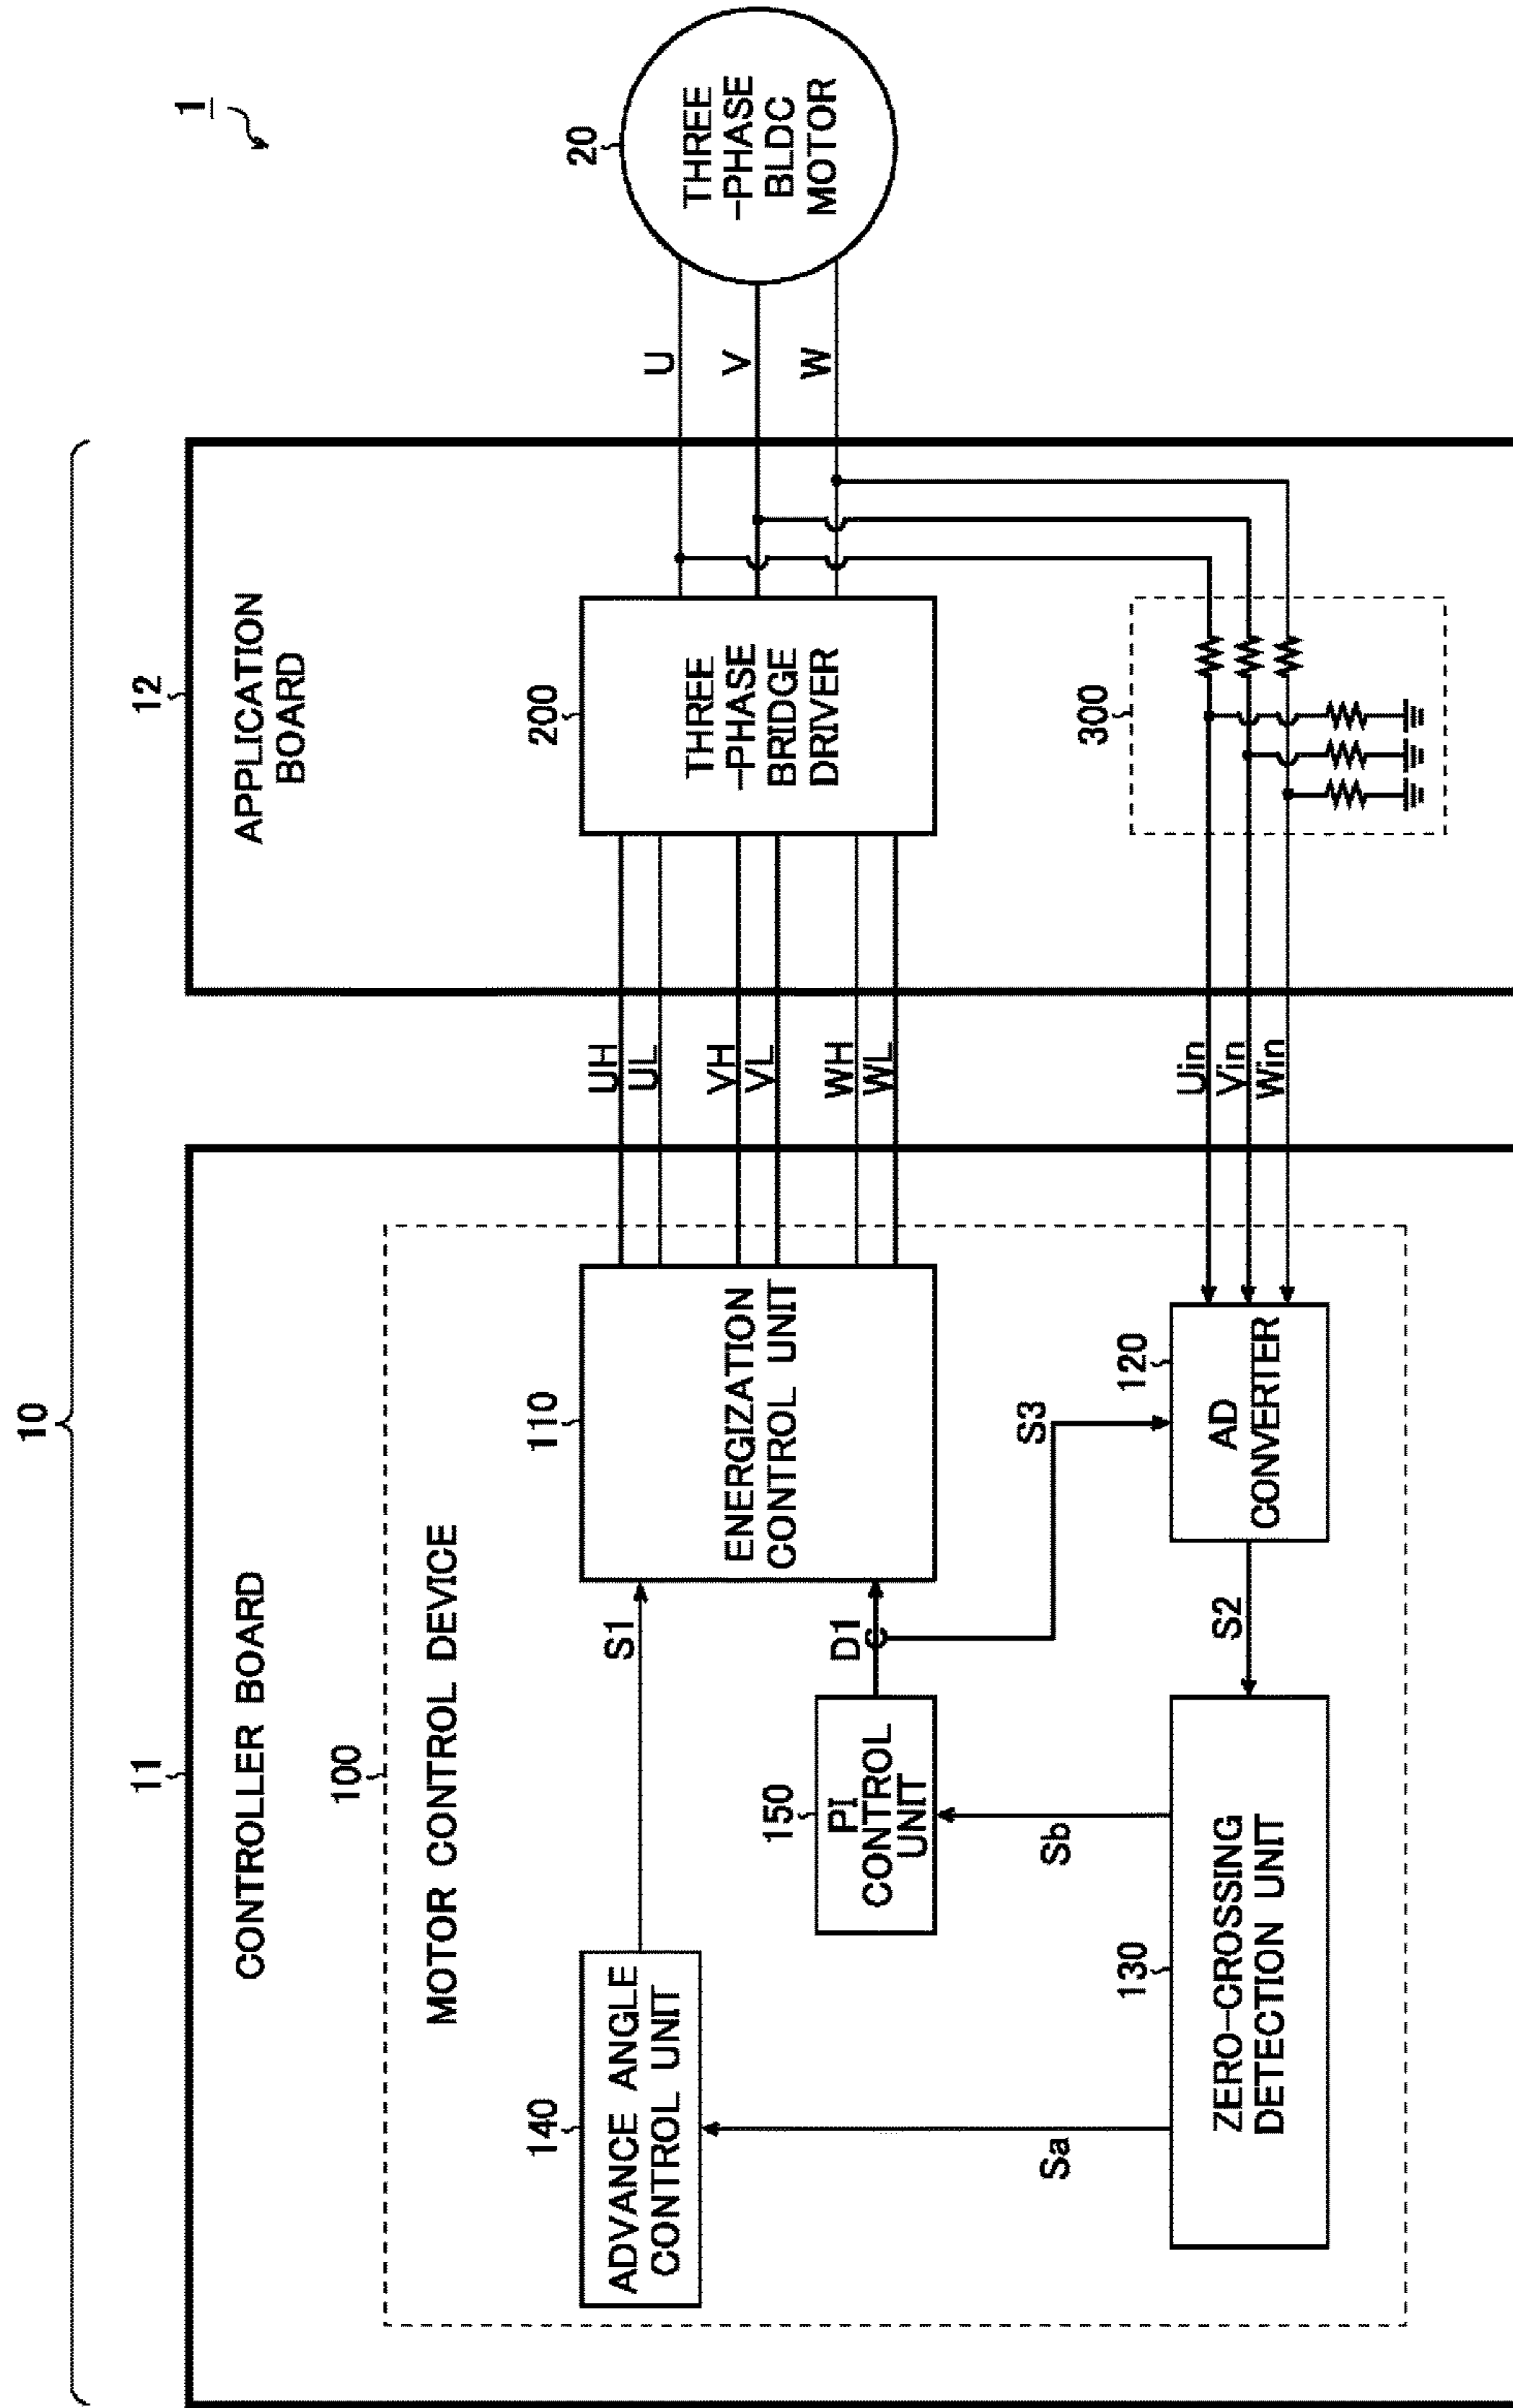 1
10
11
CONTROLLER BOARD
100
MOTOR CONTROL DEVICE
140
ADVANCE ANGLE
CONTROL UNIT
S1
110
ENERGIZATION
CONTROL UNIT
150
PI
CONTROL
UNIT
D1
S3
Sa
Sb
130
ZERO-CROSSING
DETECTION UNIT
S2
120
AD
CONVERTER
UH
UL
VH
VL
WH
WL
Uin
Vin
Win
12
APPLICATION
BOARD
200
THREE
-PHASE
BRIDGE
DRIVER
300
U
V
W
20
THREE
-PHASE
BLDC
MOTOR